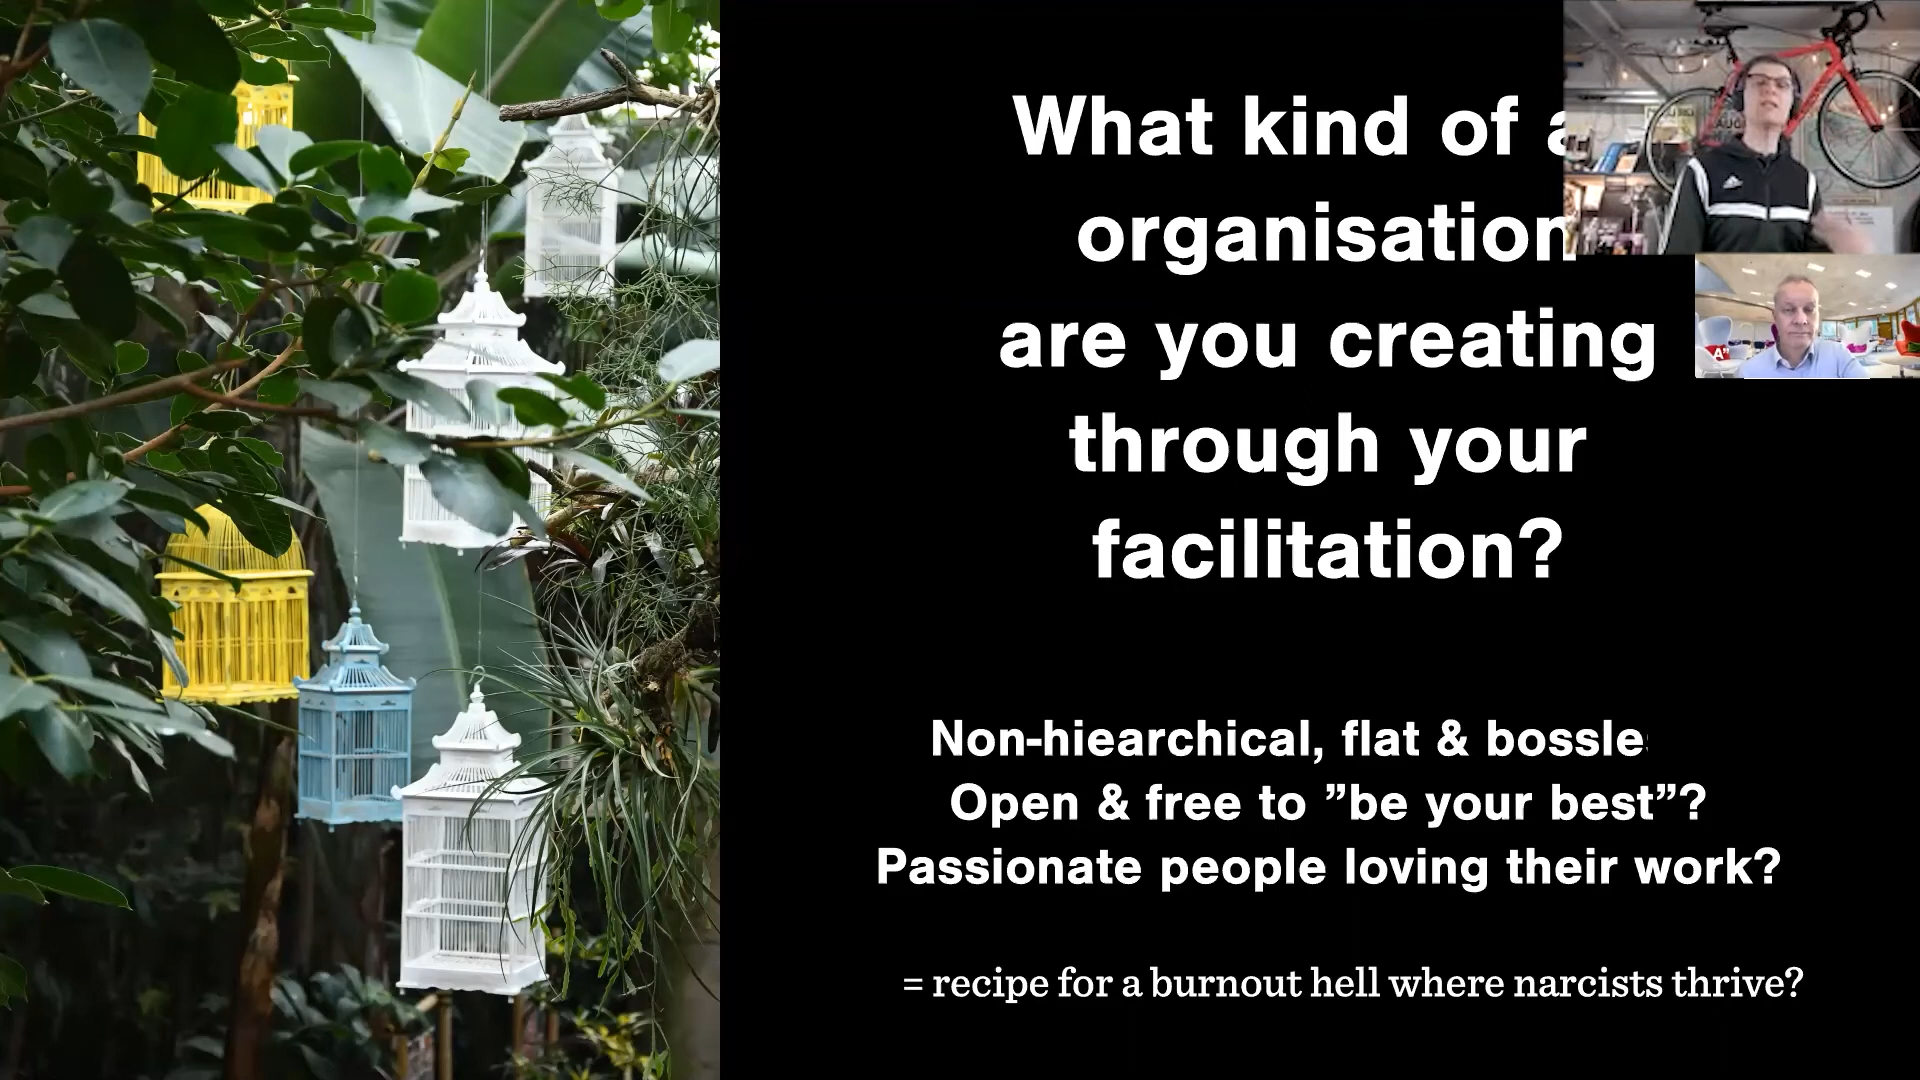 What kind of a
organisation
are you creating
through your
facilitation?
Non-hiearchical, flat & bossle
Open & free to ”be your best”?
Passionate people loving their work?
= recipe for a burnout hell where narcists thrive?
A"